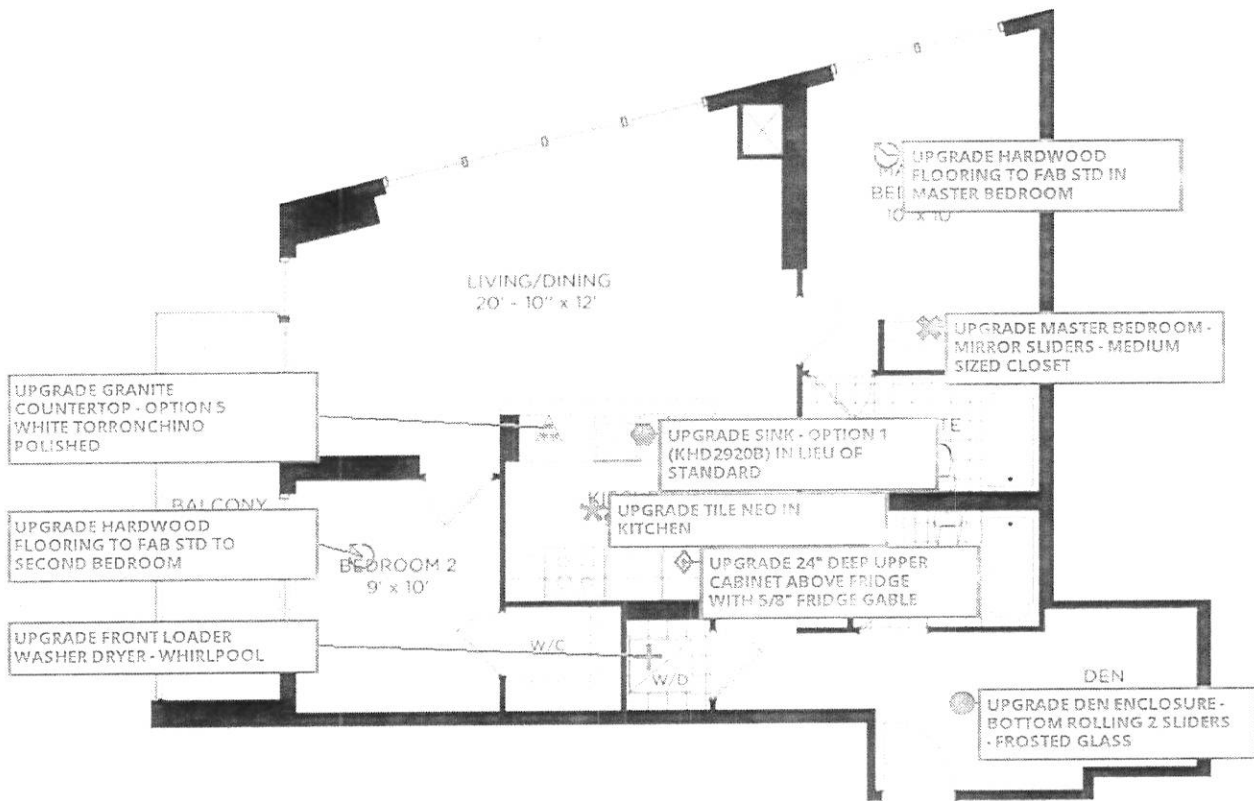 UPGRADE HARDWOOD
FLOORING TO FAB STD IN
MASTER BEDROOM
10' x 10'
LIVING/DINING
20' - 10" x 12'
UPGRADE MASTER BEDROOM -
MIRROR SLIDERS - MEDIUM
SIZED CLOSET
UPGRADE GRANITE
COUNTERTOP - OPTION 5
WHITE TORRONCHINO
POLISHED
UPGRADE SINK - OPTION 1
(KHD2920B) IN LIEU OF
STANDARD
BALCONY
UPGRADE TILE NEO IN
KITCHEN
UPGRADE HARDWOOD
FLOORING TO FAB STD TO
SECOND BEDROOM
BEDROOM 2
9' x 10'
UPGRADE 24" DEEP UPPER
CABINET ABOVE FRIDGE
WITH 5/8" FRIDGE GABLE
UPGRADE FRONT LOADER
WASHER DRYER - WHIRLPOOL
W/C
W/D
DEN
UPGRADE DEN ENCLOSURE -
BOTTOM ROLLING 2 SLIDERS
- FROSTED GLASS